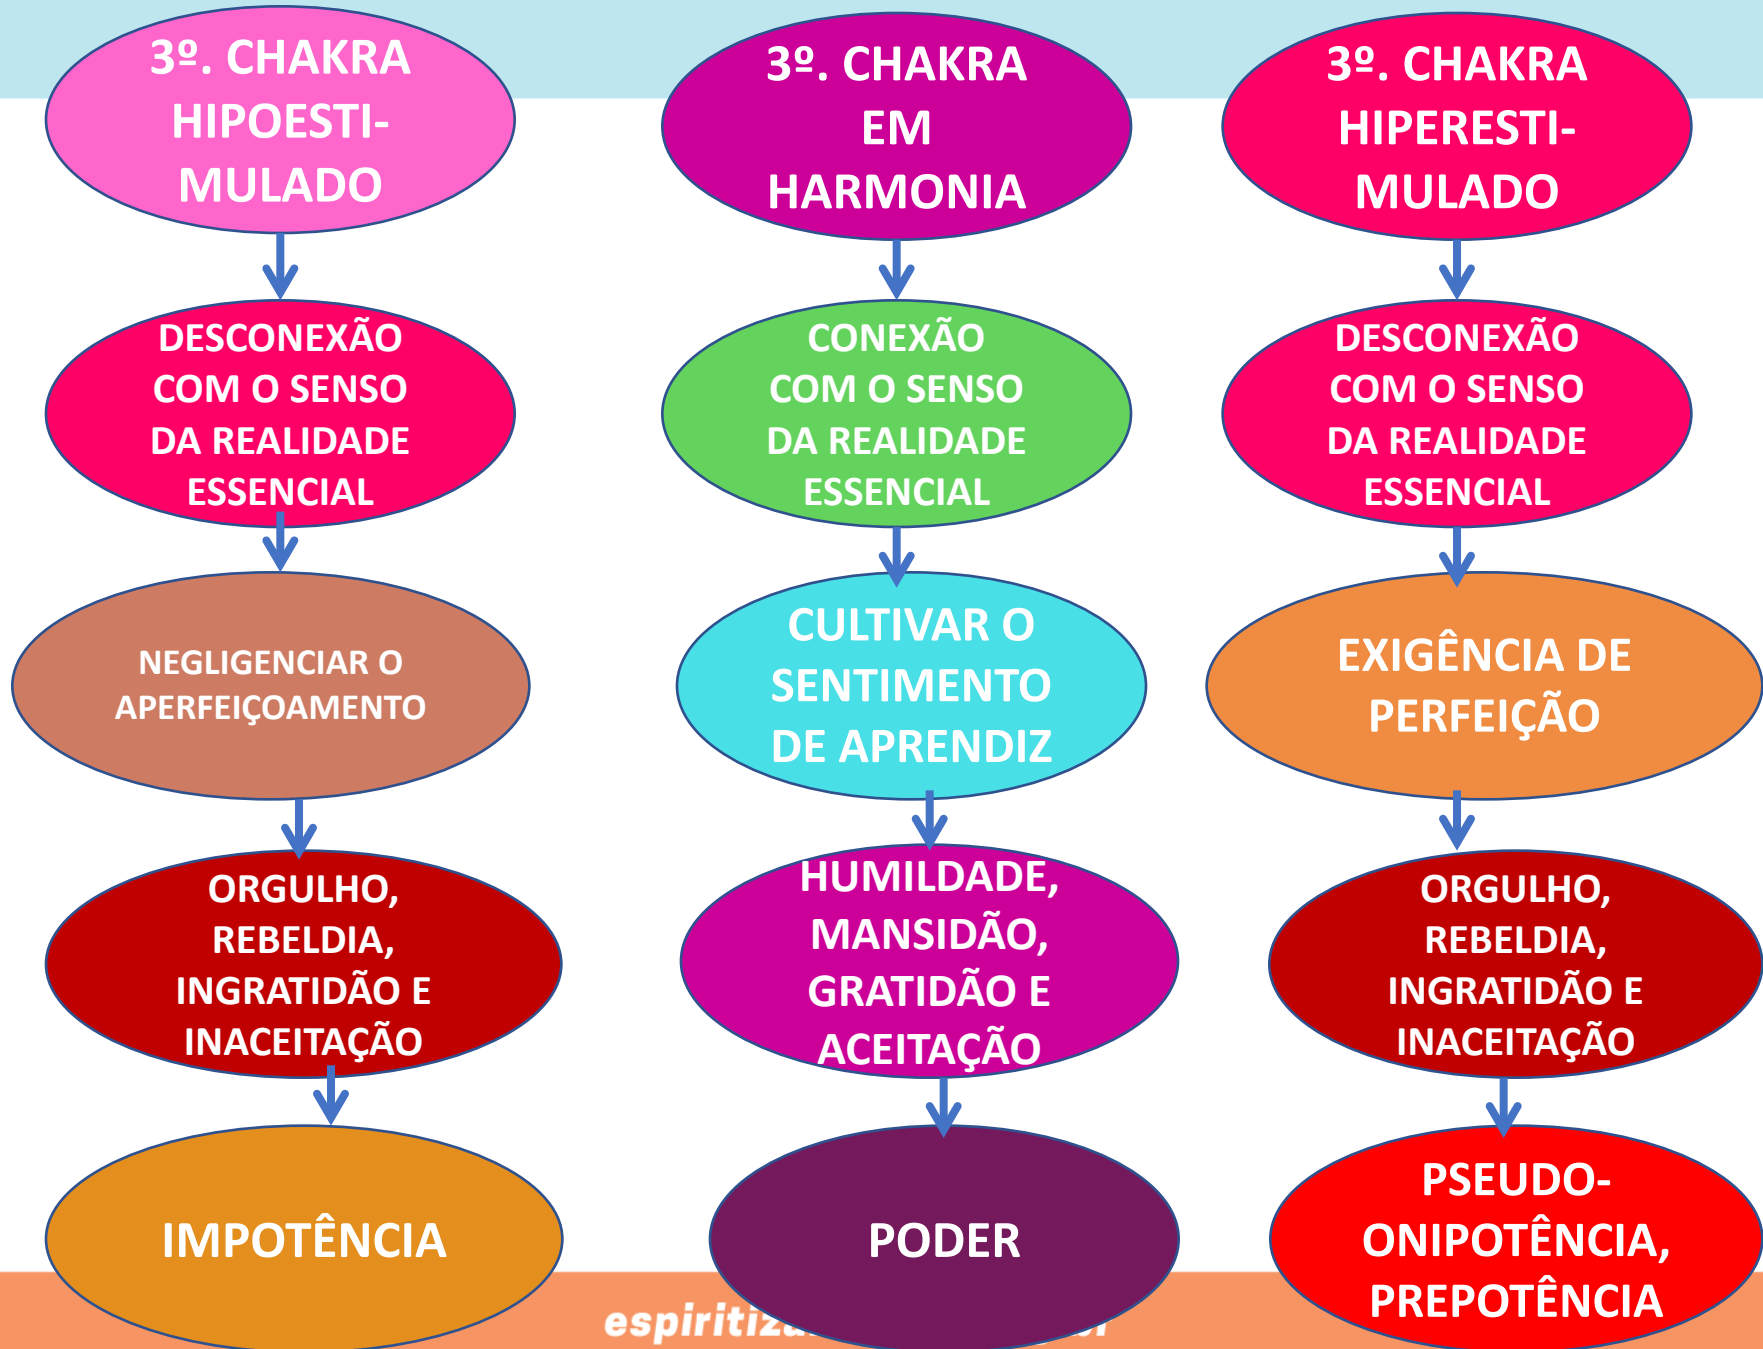 3º. CHAKRA
HIPOESTI-
MULADO
DESCONEXÃO
COM O SENSO
DA REALIDADE
ESSENCIAL
NEGLIGENCIAR O
APERFEIÇOAMENTO
ORGULHO,
REBELDIA,
INGRATIDÃO E
INACEITAÇÃO
IMPOTÊNCIA
3º. CHAKRA
EM
HARMONIA
CONEXÃO
COM O SENSO
DA REALIDADE
ESSENCIAL
CULTIVAR O
SENTIMENTO
DE APRENDIZ
HUMILDADE,
MANSIDÃO,
GRATIDÃO E
ACEITAÇÃO
PODER
3º. CHAKRA
HIPERESTI-
MULADO
DESCONEXÃO
COM O SENSO
DA REALIDADE
ESSENCIAL
EXIGÊNCIA DE
PERFEIÇÃO
ORGULHO,
REBELDIA,
INGRATIDÃO E
INACEITAÇÃO
PSEUDO-
ONIPOTÊNCIA,
PREPOTÊNCIA